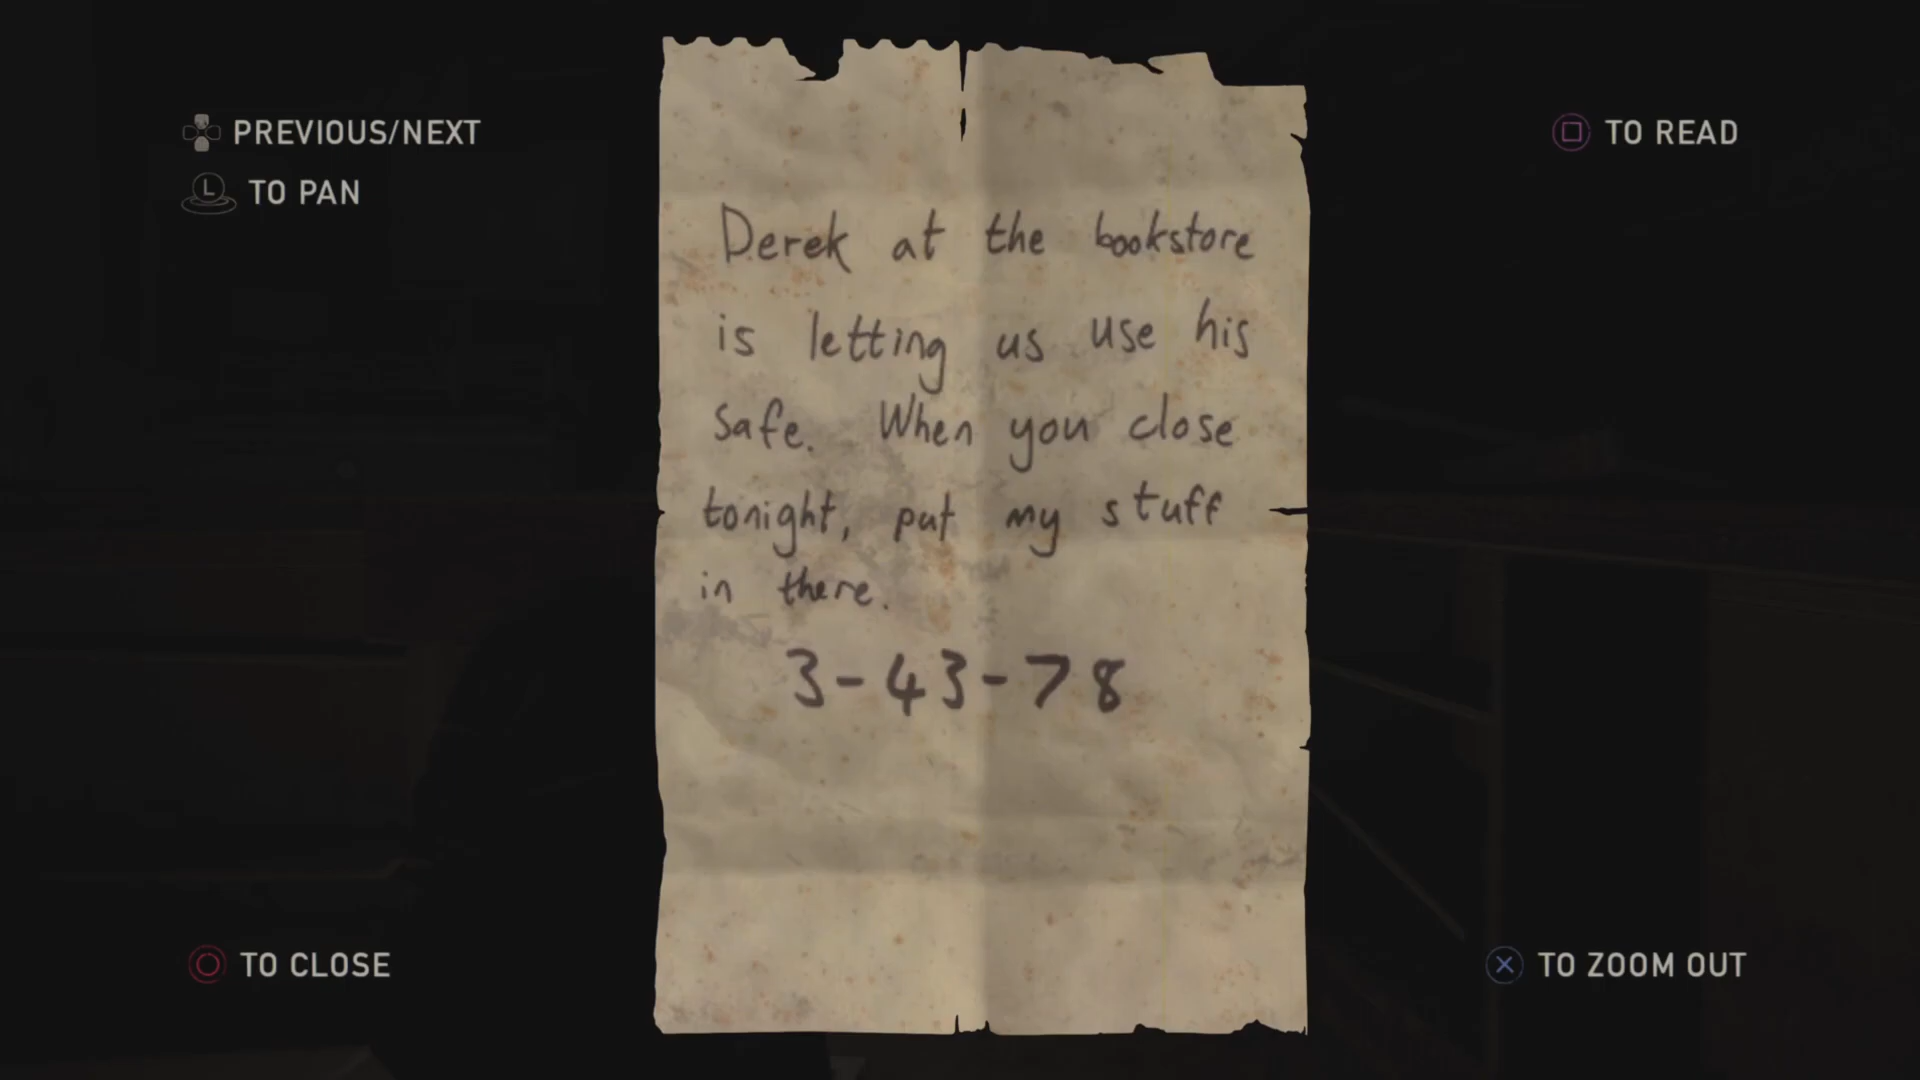 PREVIOUS/NEXT
L TO PAN
TO READ
Derek at the bookstore
is letting us use his
safe. When you close
tonight, put my stuff
in there.
3-43-78
TO CLOSE
TO ZOOM OUT